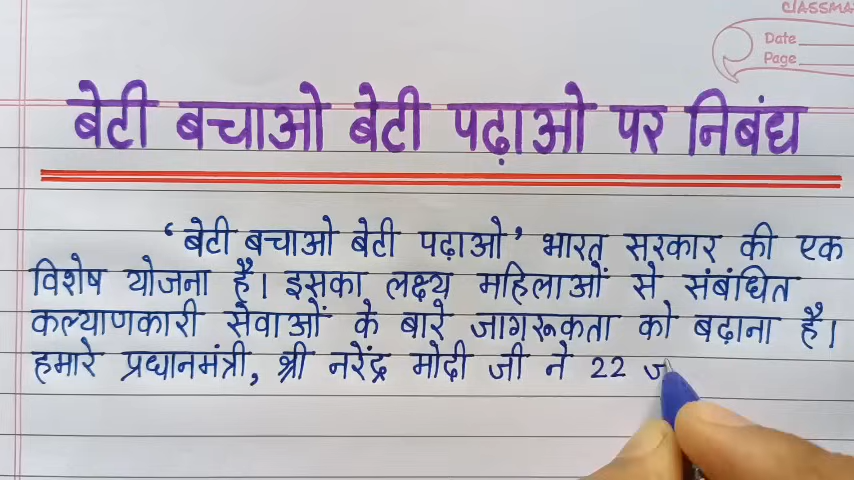 CLASSMA
Date
Page
बेटी बचाओ बेटी पढ़ाओ पर निबंध
‘बेटी बचाओ बेटी पढ़ाओ’ भारत सरकार की एक
विशेष योजना है। इसका लक्ष्य महिलाओं से संबंधित
कल्याणकारी सेवाओं के बारे जागरूकता को बढ़ाना है।
हमारे प्रधानमंत्री, श्री नरेंद्र मोदी जी ने 22